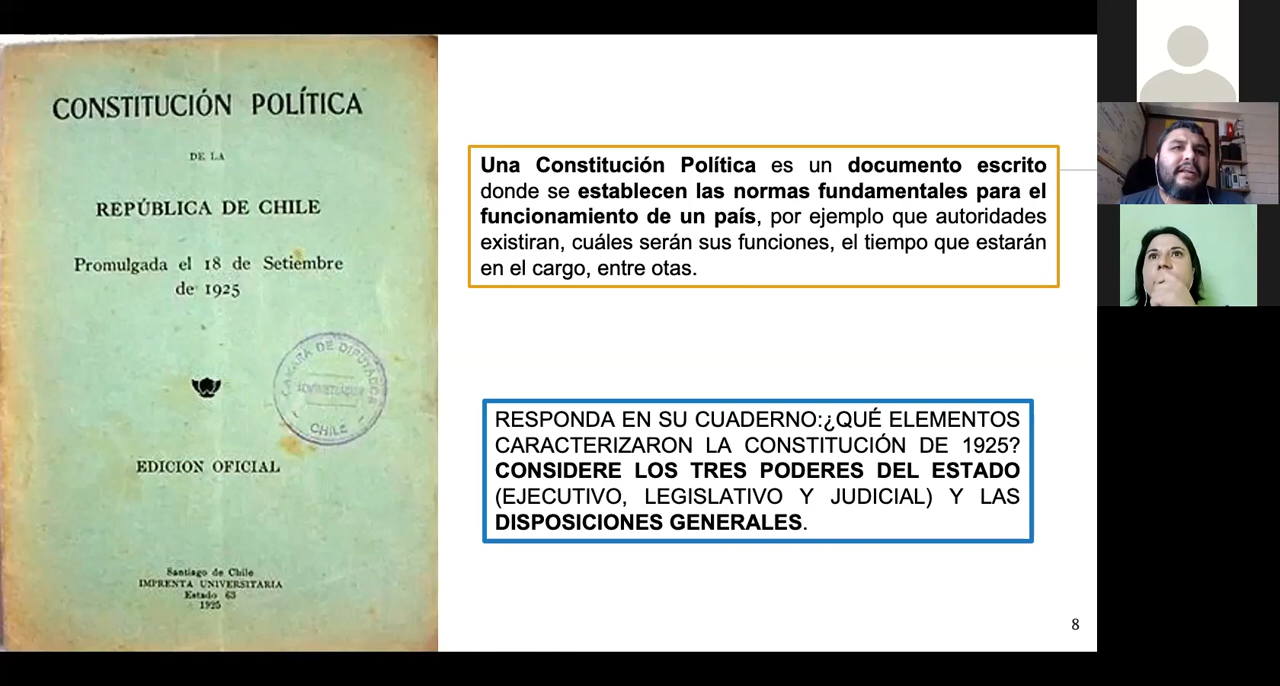 CONSTITUCIÓN POLÍTICA
DE LA
REPÚBLICA DE CHILE
Promulgada el 18 de Setiembre
de 1925
CAMARA DE DIPUTADOS
CHILE
EDICION OFICIAL
Santiago de Chile
IMPRENTA UNIVERSITARIA
Estado 63
1925
Una Constitución Política es un documento escrito
donde se establecen las normas fundamentales para el
funcionamiento de un país, por ejemplo que autoridades
existiran, cuáles serán sus funciones, el tiempo que estarán
en el cargo, entre otas.
RESPONDA EN SU CUADERNO:¿QUÉ ELEMENTOS
CARACTERIZARON LA CONSTITUCIÓN DE 1925?
CONSIDERE LOS TRES PODERES DEL ESTADO
(EJECUTIVO, LEGISLATIVO Y JUDICIAL) Y LAS
DISPOSICIONES GENERALES.
8